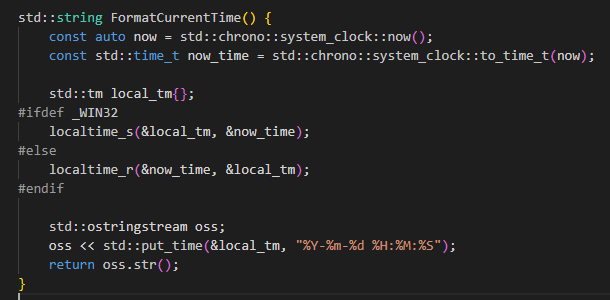 std::string FormatCurrentTime() {
    const auto now = std::chrono::system_clock::now();
    const std::time_t now_time = std::chrono::system_clock::to_time_t(now);

    std::tm local_tm{};
#ifdef _WIN32
    localtime_s(&local_tm, &now_time);
#else
    localtime_r(&now_time, &local_tm);
#endif

    std::ostringstream oss;
    oss << std::put_time(&local_tm, "%Y-%m-%d %H:%M:%S");
    return oss.str();
}